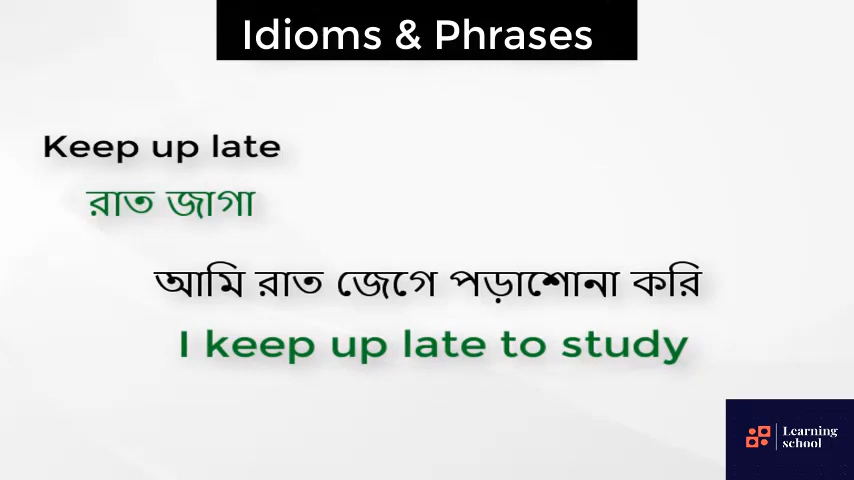 Idioms & Phrases
Keep up late
রাত জাগা
আমি রাত জেগে পড়াশোনা করি
I keep up late to study
Learning
school